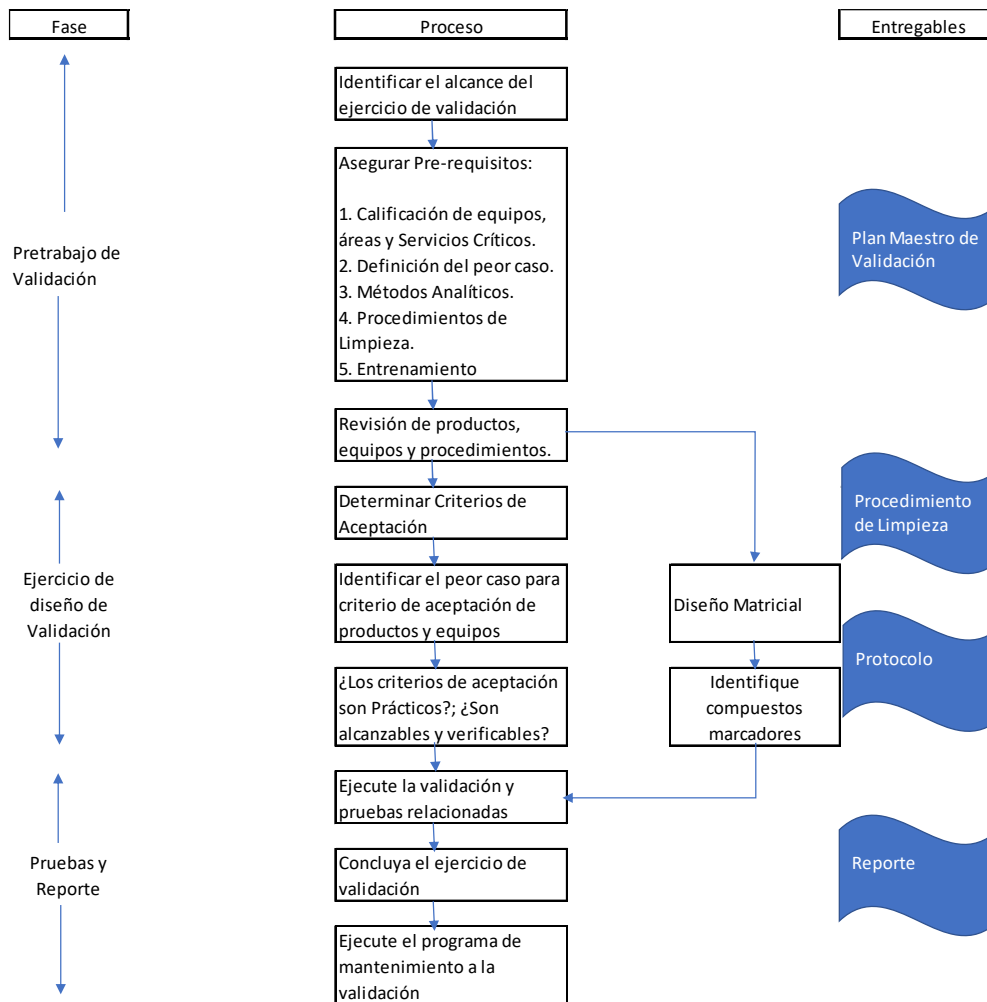 Fase
Proceso
Entregables
Identificar el alcance del
ejercicio de validación
Asegurar Pre-requisitos:
1. Calificación de equipos,
áreas y Servicios Críticos.
2. Definición del peor caso.
3. Métodos Analíticos.
4. Procedimientos de
Limpieza.
5. Entrenamiento
Pretrabajo de
Validación
Plan Maestro de
Validación
Revisión de productos,
equipos y procedimientos.
Determinar Criterios de
Aceptación
Procedimiento
de Limpieza
Ejercicio de
diseño de
Validación
Identificar el peor caso para
criterio de aceptación de
productos y equipos
Diseño Matricial
Protocolo
¿Los criterios de aceptación
son Prácticos?; ¿Son
alcanzables y verificables?
Identifique
compuestos
marcadores
Ejecute la validación y
pruebas relacionadas
Pruebas y
Reporte
Concluya el ejercicio de
validación
Reporte
Ejecute el programa de
mantenimiento a la
validación